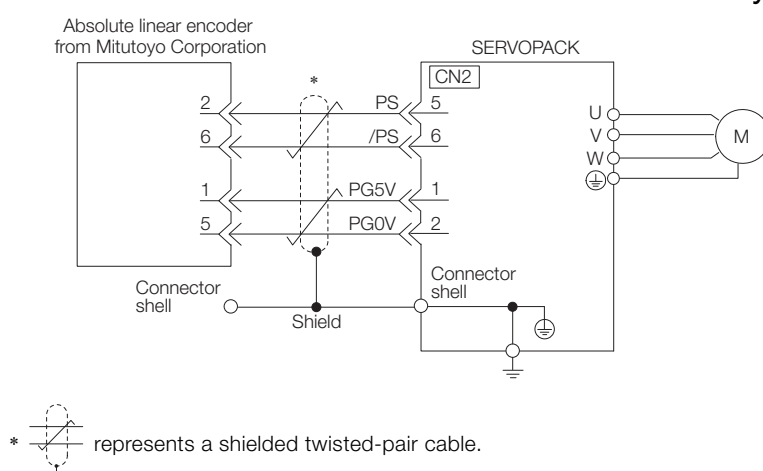 Absolute linear encoder
from Mitutoyo Corporation
SERVOPACK
CN2
*
2 PS 5
6 /PS 6
1 PG5V 1
5 PG0V 2
U
V
W
M
Connector
shell
Shield
Connector
shell
* represents a shielded twisted-pair cable.